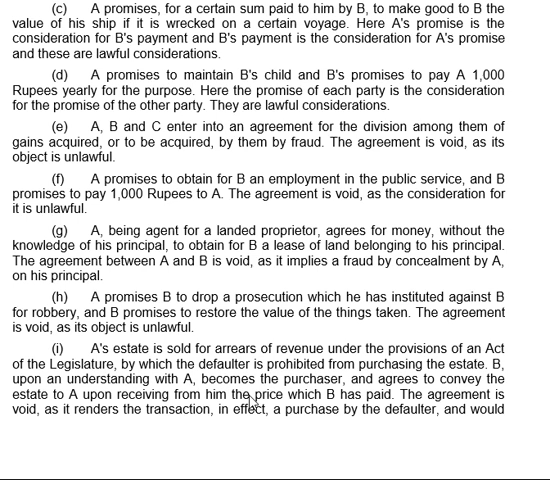 (c) A promises, for a certain sum paid to him by B, to make good to B the
value of his ship if it is wrecked on a certain voyage. Here A's promise is the
consideration for B's payment and B's payment is the consideration for A's promise
and these are lawful considerations.
(d) A promises to maintain B's child and B's promises to pay A 1,000
Rupees yearly for the purpose. Here the promise of each party is the consideration
for the promise of the other party. They are lawful considerations.
(e) A, B and C enter into an agreement for the division among them of
gains acquired, or to be acquired, by them by fraud. The agreement is void, as its
object is unlawful.
(f) A promises to obtain for B an employment in the public service, and B
promises to pay 1,000 Rupees to A. The agreement is void, as the consideration for
it is unlawful.
(g) A, being agent for a landed proprietor, agrees for money, without the
knowledge of his principal, to obtain for B a lease of land belonging to his principal.
The agreement between A and B is void, as it implies a fraud by concealment by A,
on his principal.
(h) A promises B to drop a prosecution which he has instituted against B
for robbery, and B promises to restore the value of the things taken. The agreement
is void, as its object is unlawful.
(i) A's estate is sold for arrears of revenue under the provisions of an Act
of the Legislature, by which the defaulter is prohibited from purchasing the estate. B,
upon an understanding with A, becomes the purchaser, and agrees to convey the
estate to A upon receiving from him the price which B has paid. The agreement is
void, as it renders the transaction, in effect, a purchase by the defaulter, and would